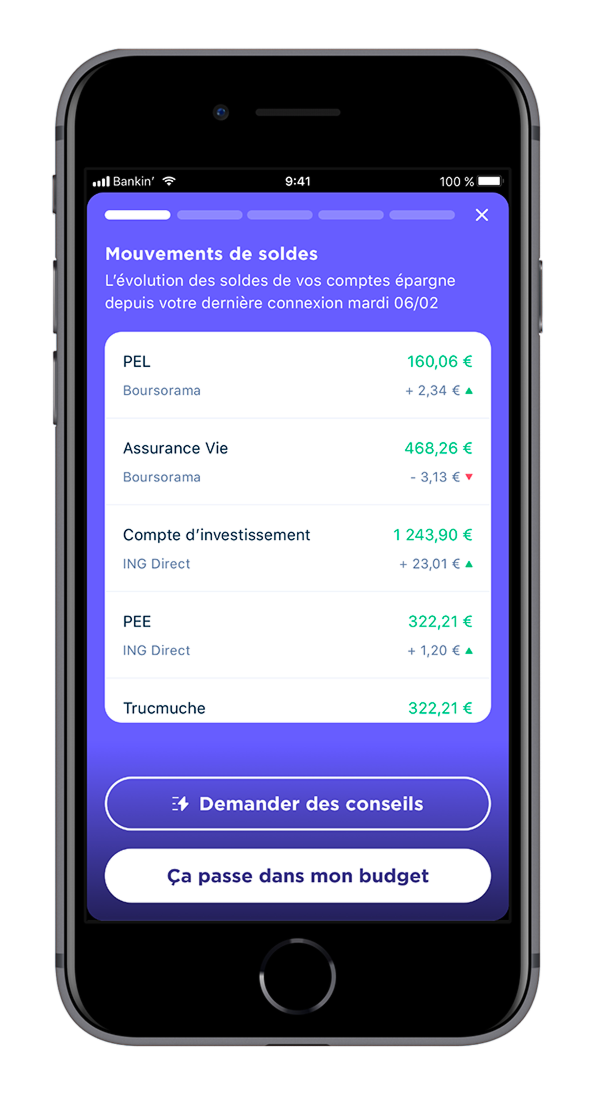 Bankin’ 9:41 100 %
Mouvements de soldes
L’évolution des soldes de vos comptes épargne
depuis votre dernière connexion mardi 06/02
PEL 160,06 €
Boursorama + 2,34 €
Assurance Vie 468,26 €
Boursorama - 3,13 €
Compte d’investissement 1 243,90 €
ING Direct + 23,01 €
PEE 322,21 €
ING Direct + 1,20 €
Trucmuche 322,21 €
Demander des conseils
Ça passe dans mon budget